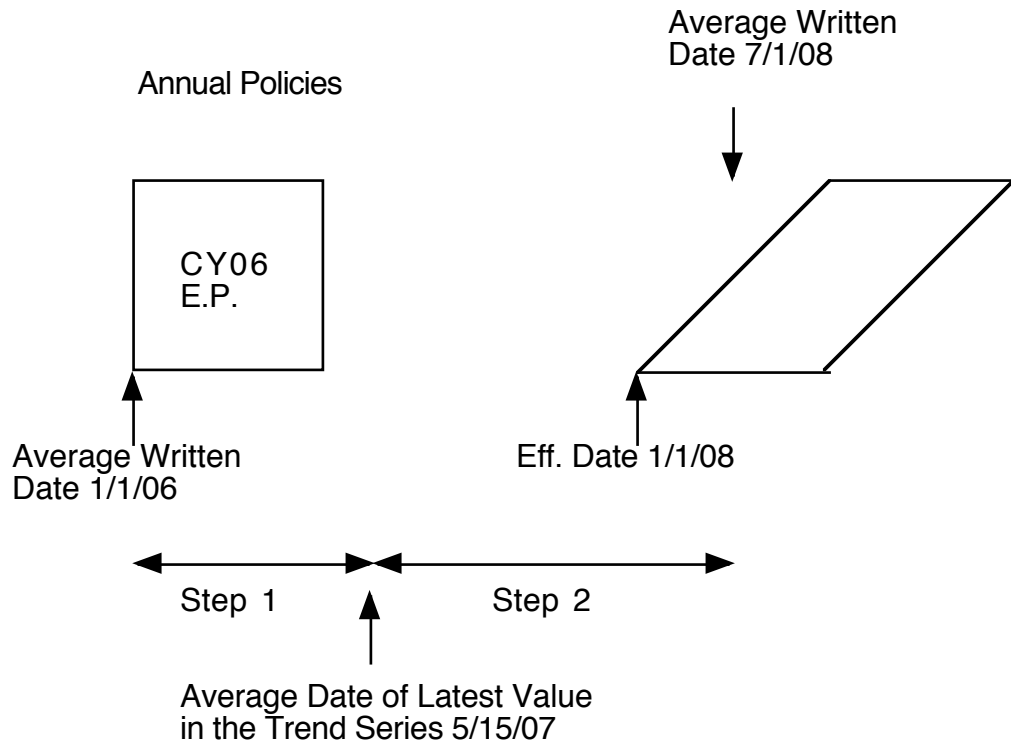 Average Written
Date 7/1/08
Annual Policies
CY06
E.P.
Average Written
Date 1/1/06
Eff. Date 1/1/08
Step 1
Step 2
Average Date of Latest Value
in the Trend Series 5/15/07